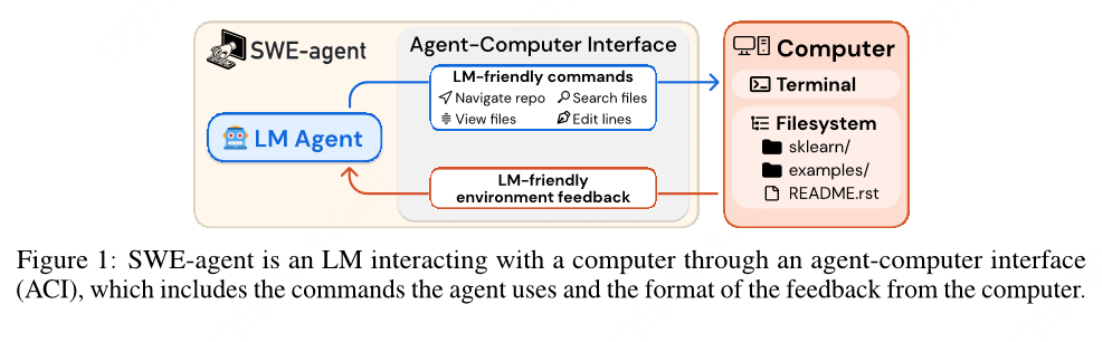 SWE-agent
Agent-Computer Interface
LM-friendly commands
Navigate repo
Search files
View files
Edit lines
LM Agent
LM-friendly
environment feedback
Computer
Terminal
Filesystem
sklearn/
examples/
README.rst
Figure 1: SWE-agent is an LM interacting with a computer through an agent-computer interface
(ACI), which includes the commands the agent uses and the format of the feedback from the computer.